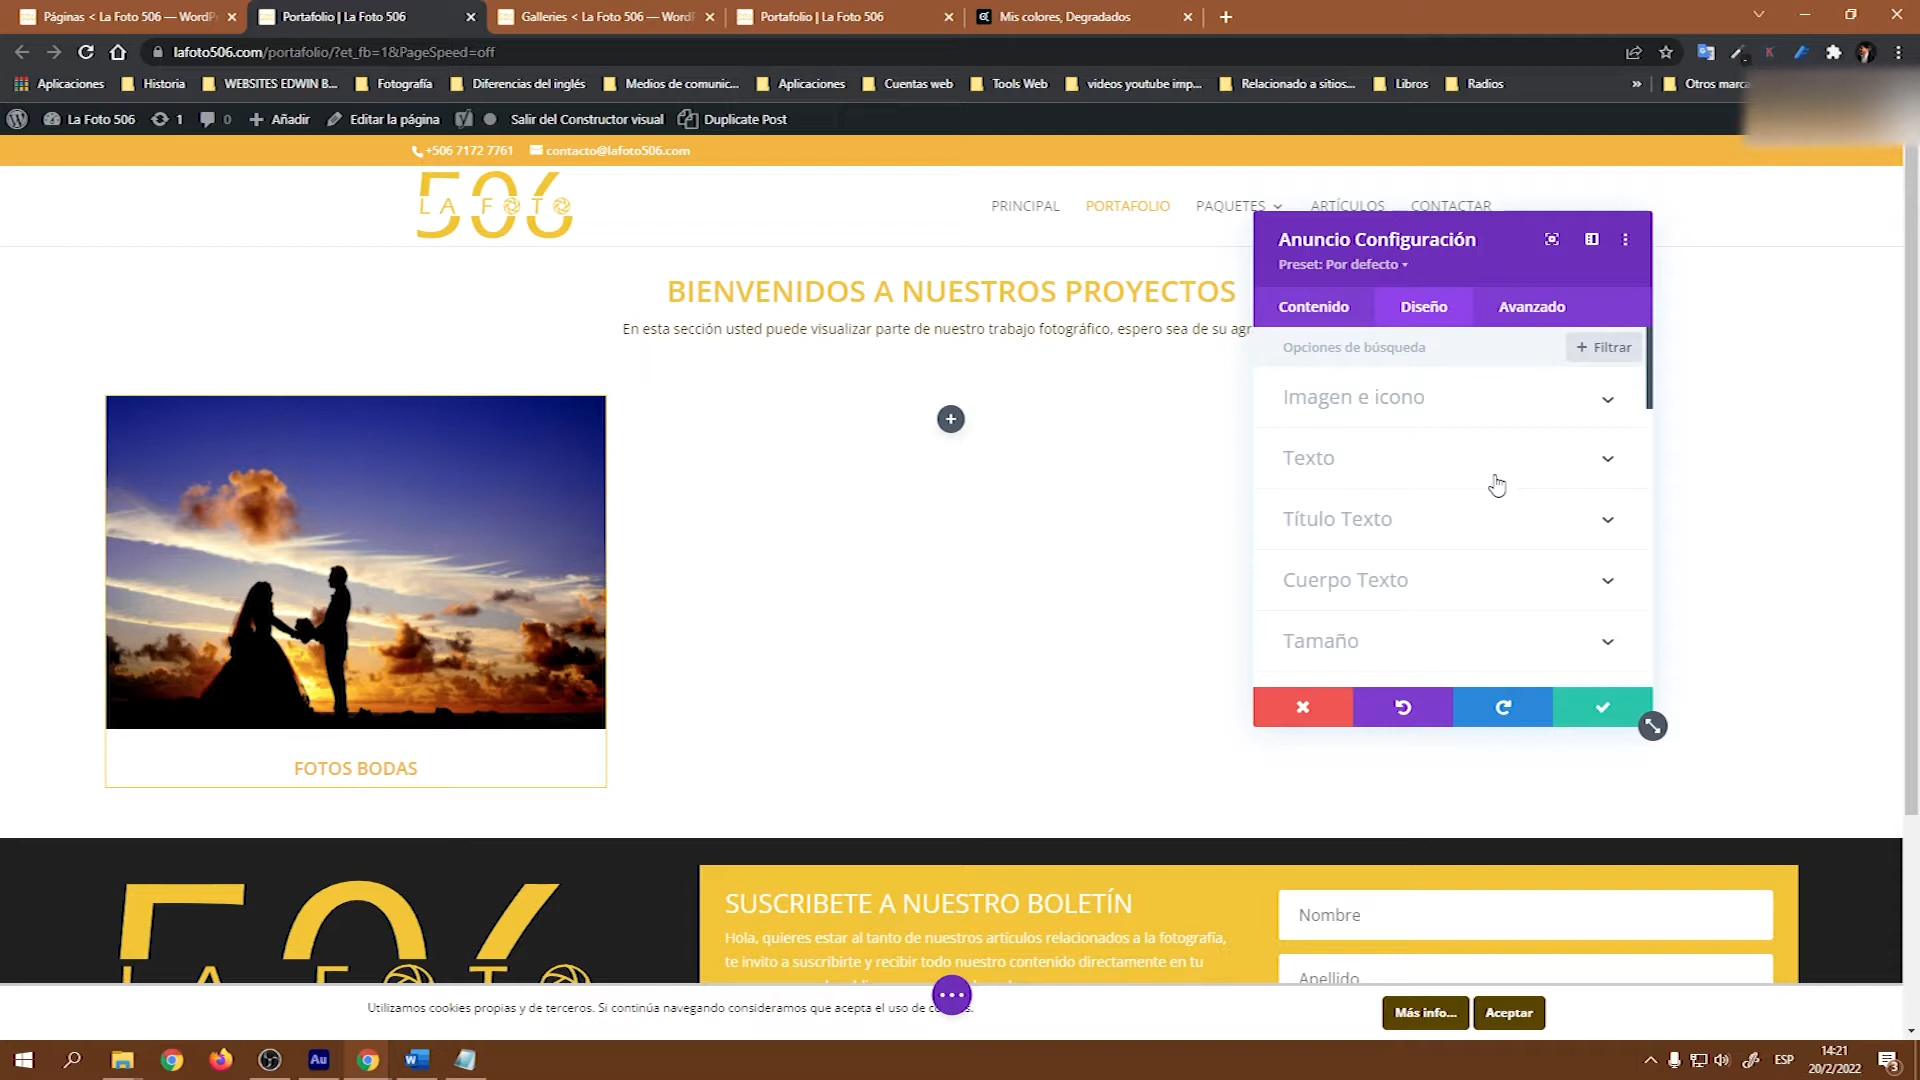 Páginas < La Foto 506 — WordPr
Portafolio | La Foto 506
Galleries < La Foto 506 — WordP
Portafolio | La Foto 506
Mis colores, Degradados
lafoto506.com/portafolio/?et_fb=1&PageSpeed=off
Aplicaciones
Historia
WEBSITES EDWIN B...
Fotografía
Diferencias del inglés
Medios de comunic...
Aplicaciones
Cuentas web
Tools Web
videos youtube imp...
Relacionado a sitios...
Libros
Radios
»
Otros marca
La Foto 506
1
0
Añadir
Editar la página
Salir del Constructor visual
Duplicate Post
+506 7172 7761
contacto@lafoto506.com
506
LA FOTO
PRINCIPAL
PORTAFOLIO
PAQUETES
ARTÍCULOS
CONTACTAR
BIENVENIDOS A NUESTROS PROYECTOS
En esta sección usted puede visualizar parte de nuestro trabajo fotográfico, espero sea de su agr
Anuncio Configuración
Preset: Por defecto
Contenido
Diseño
Avanzado
Opciones de búsqueda
+ Filtrar
Imagen e icono
Texto
Título Texto
Cuerpo Texto
Tamaño
FOTOS BODAS
506
LA FOTO
SUSCRIBETE A NUESTRO BOLETÍN
Hola, quieres estar al tanto de nuestros artículos relacionados a la fotografía,
te invito a suscribirte y recibir todo nuestro contenido directamente en tu
Nombre
Apellido
Utilizamos cookies propias y de terceros. Si continúa navegando consideramos que acepta el uso de
Más info...
Aceptar
Au
ESP
14:21
20/2/2022
3